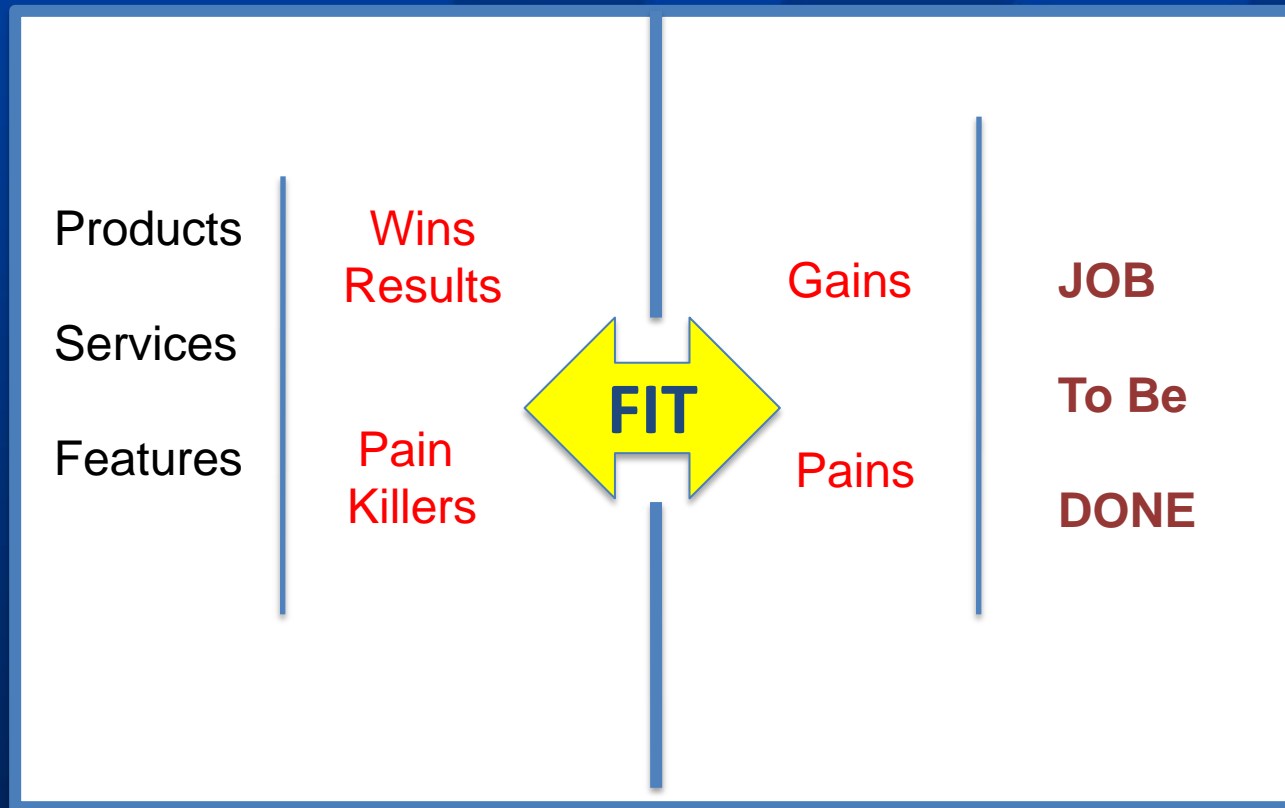 Products
Services
Features
Wins
Results
Pain
Killers
FIT
Gains
Pains
JOB
To Be
DONE